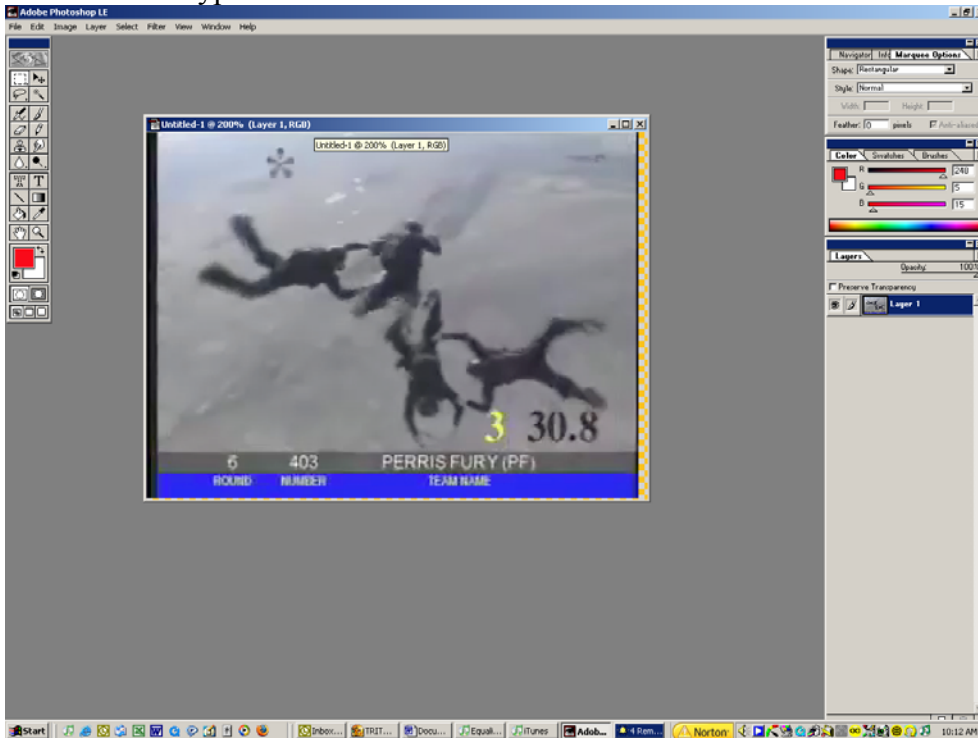 Adobe Photoshop LE
File Edit Image Layer Select Filter View Window Help
Navigator Info Marquee Options
Shape: Rectangular
Style: Normal
Width: Height:
Feather: 0 pixels Anti-aliased
Untitled-1 @ 200% (Layer 1, RGB)
Untitled-1 @ 200% (Layer 1, RGB)
Color Swatches Brushes
R 240
G 5
B 15
T
Layers
Opacity: 100
Preserve Transparency
Layer 1
3 30.8
6 403 PERRIS FURY (PF)
ROUND NUMBER TEAM NAME
Start Inbox... TRIT... Docu... Equali... iTunes Adob... 4 Rem... Norton 10:12 AM